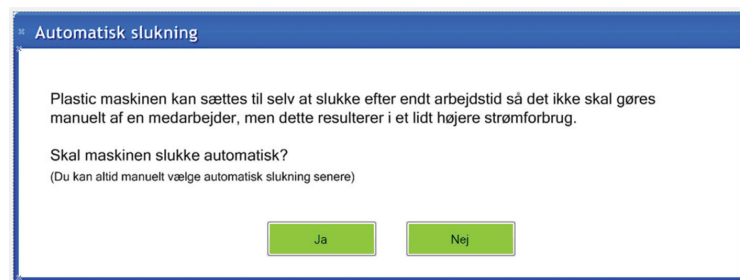 Automatisk slukning
Plastic maskinen kan sættes til selv at slukke efter endt arbejdstid så det ikke skal gøres
manuelt af en medarbejder, men dette resulterer i et lidt højere strømforbrug.
Skal maskinen slukke automatisk?
(Du kan altid manuelt vælge automatisk slukning senere)
Ja
Nej